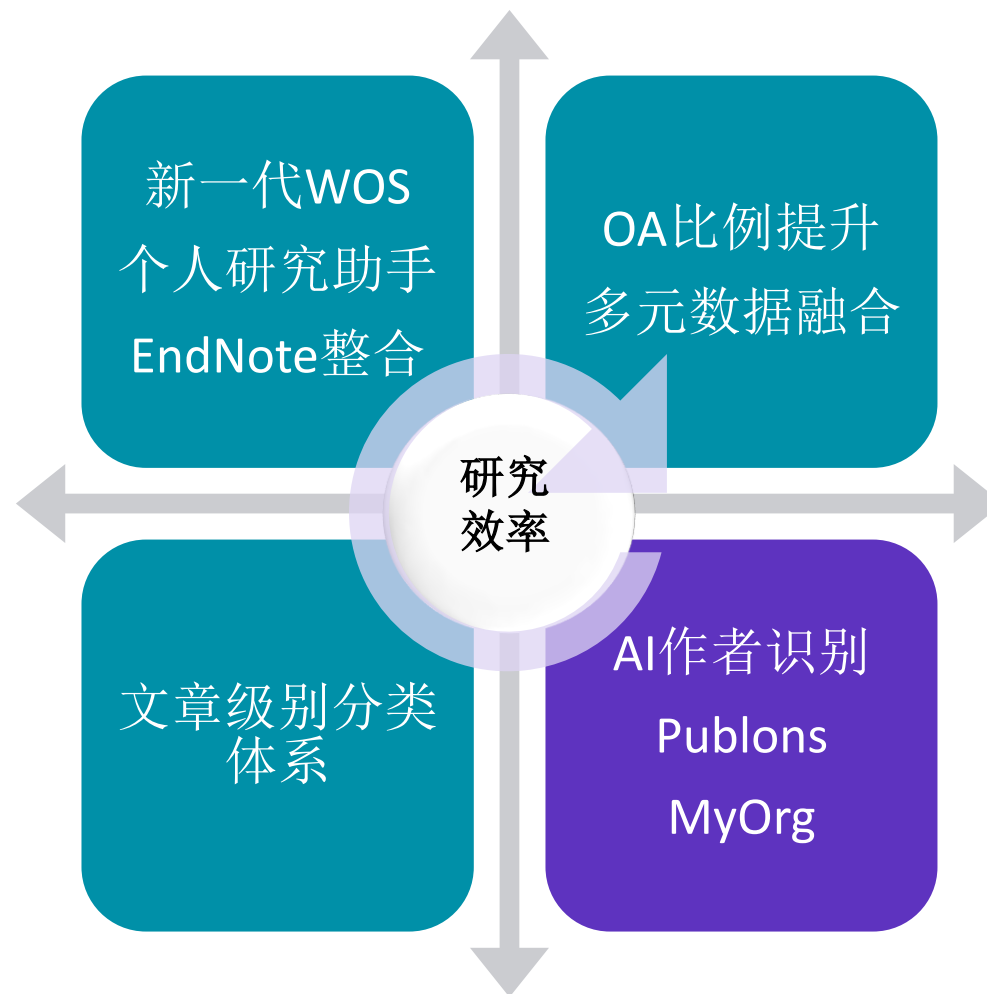 新一代WOS
个人研究助手
EndNote整合
OA比例提升
多元数据融合
研究
效率
文章级别分类
体系
AI作者识别
Publons
MyOrg